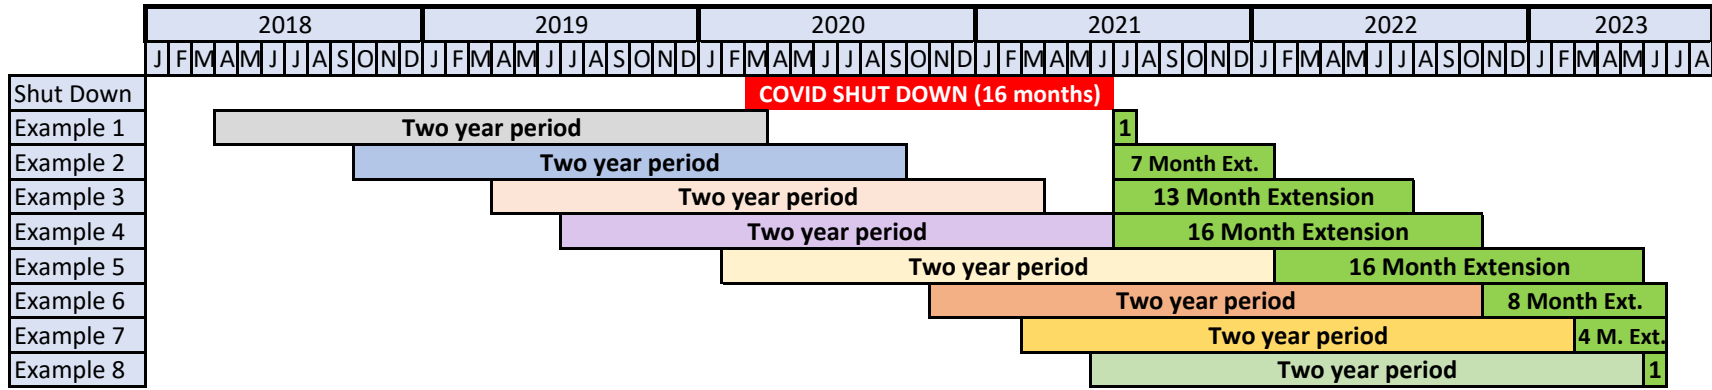 2018 2019 2020 2021 2022 2023
J F M A M J J A S O N D J F M A M J J A S O N D J F M A M J J A S O N D J F M A M J J A S O N D J F M A M J J A S O N D J F M A M J J A
Shut Down COVID SHUT DOWN (16 months)
Example 1 Two year period 1
Example 2 Two year period 7 Month Ext.
Example 3 Two year period 13 Month Extension
Example 4 Two year period 16 Month Extension
Example 5 Two year period 16 Month Extension
Example 6 Two year period 8 Month Ext.
Example 7 Two year period 4 M. Ext.
Example 8 Two year period 1